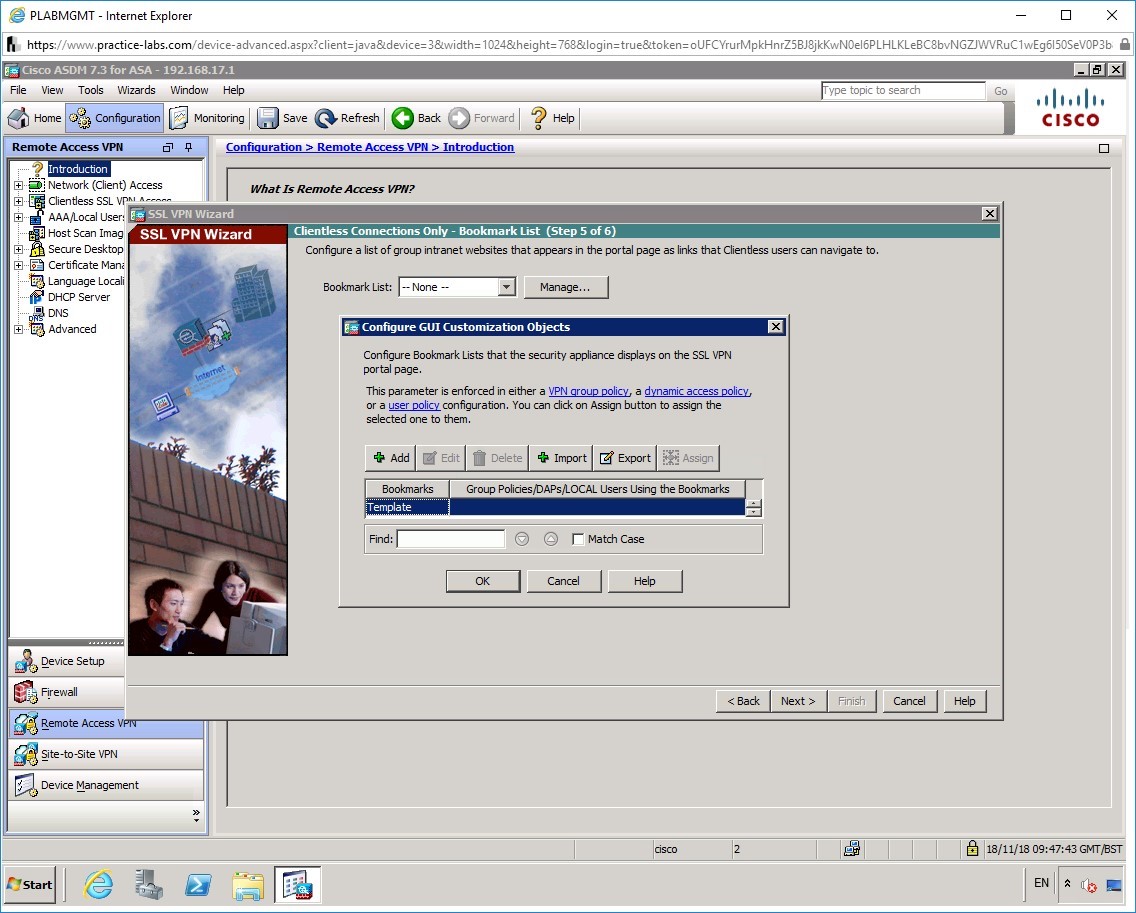 PLABMGMT - Internet Explorer
https://www.practice-labs.com/device-advanced.aspx?client=java&device=3&width=1024&height=768&login=true&token=
Cisco ASDM 7.3 for ASA - 192.168.17.1
File View Tools Wizards Window Help
Type topic to search Go
Home Configuration Monitoring Save Refresh Back Forward Help
CISCO
Remote Access VPN
Configuration > Remote Access VPN > Introduction
Introduction
Network (Client) Access
Clientless SSL VPN Access
AAA/Local Users
Host Scan Imag
Secure Desktop
Certificate Mana
Language Locali
DHCP Server
DNS
Advanced
What Is Remote Access VPN?
SSL VPN Wizard
SSL VPN Wizard
Internet
Clientless Connections Only - Bookmark List (Step 5 of 6)
Configure a list of group intranet websites that appears in the portal page as links that Clientless users can navigate to.
Bookmark List: -- None -- Manage...
Configure GUI Customization Objects
Configure Bookmark Lists that the security appliance displays on the SSL VPN
portal page.
This parameter is enforced in either a VPN group policy, a dynamic access policy,
or a user policy configuration. You can click on Assign button to assign the
selected one to them.
Add Edit Delete Import Export Assign
Bookmarks Group Policies/DAPs/LOCAL Users Using the Bookmarks
Template
Find: Match Case
OK Cancel Help
< Back Next > Finish Cancel Help
Device Setup
Firewall
Remote Access VPN
Site-to-Site VPN
Device Management
cisco 2 18/11/18 09:47:43 GMT/BST
Start EN